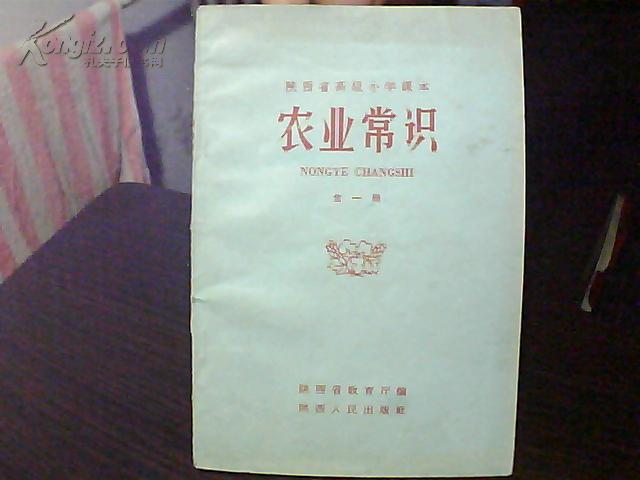 Kongfz.com
孔夫子旧书网
陕西省高级小学课本
农业常识
NONGYE CHANGSHI
全一册
陕西省教育厅编
陕西人民出版社